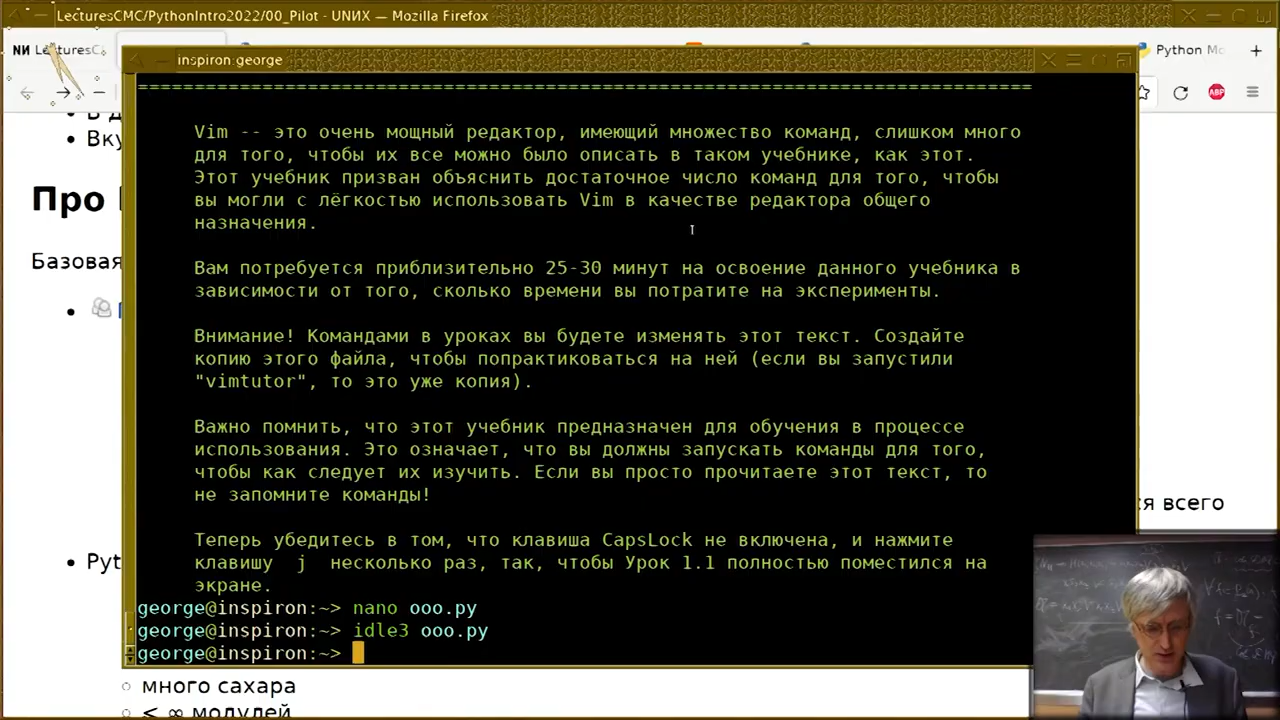 LecturesCMC/PythonIntro2022/00_Pilot - UNИX — Mozilla Firefox
ИИ LecturesC
Python Mo
inspiron:george
ABP
Вку
Про
Базовая
===============================================================================
Vim -- это очень мощный редактор, имеющий множество команд, слишком много
для того, чтобы их все можно было описать в таком учебнике, как этот.
Этот учебник призван объяснить достаточное число команд для того, чтобы
вы могли с лёгкостью использовать Vim в качестве редактора общего
назначения.
Вам потребуется приблизительно 25-30 минут на освоение данного учебника в
зависимости от того, сколько времени вы потратите на эксперименты.
Внимание! Командами в уроках вы будете изменять этот текст. Создайте
копию этого файла, чтобы попрактиковаться на ней (если вы запустили
"vimtutor", то это уже копия).
Важно помнить, что этот учебник предназначен для обучения в процессе
использования. Это означает, что вы должны запускать команды для того,
чтобы как следует их изучить. Если вы просто прочитаете этот текст, то
не запомните команды!
ся всего
Теперь убедитесь в том, что клавиша CapsLock не включена, и нажмите
клавишу j несколько раз, так, чтобы Урок 1.1 полностью поместился на
экране.
Pyt
george@inspiron:~> nano ooo.py
george@inspiron:~> idle3 ooo.py
george@inspiron:~>
много сахара
< ∞ модулей